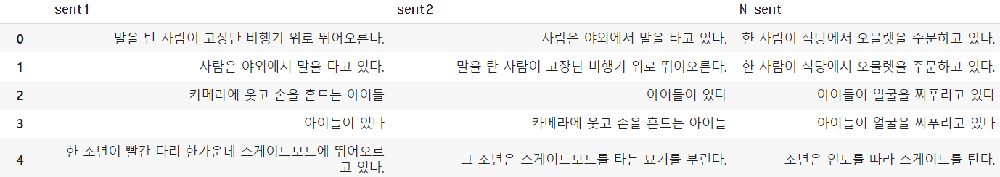 sent1 sent2 N_sent
0 말을 탄 사람이 고장난 비행기 위로 뛰어오른다. 사람은 야외에서 말을 타고 있다. 한 사람이 식당에서 오믈렛을 주문하고 있다.
1 사람은 야외에서 말을 타고 있다. 말을 탄 사람이 고장난 비행기 위로 뛰어오른다. 한 사람이 식당에서 오믈렛을 주문하고 있다.
2 카메라에 웃고 손을 흔드는 아이들 아이들이 있다 아이들이 얼굴을 찌푸리고 있다
3 아이들이 있다 카메라에 웃고 손을 흔드는 아이들 아이들이 얼굴을 찌푸리고 있다
4 한 소년이 빨간 다리 한가운데 스케이트보드에 뛰어오르
고 있다. 그 소년은 스케이트보드를 타는 묘기를 부린다. 소년은 인도를 따라 스케이트를 탄다.